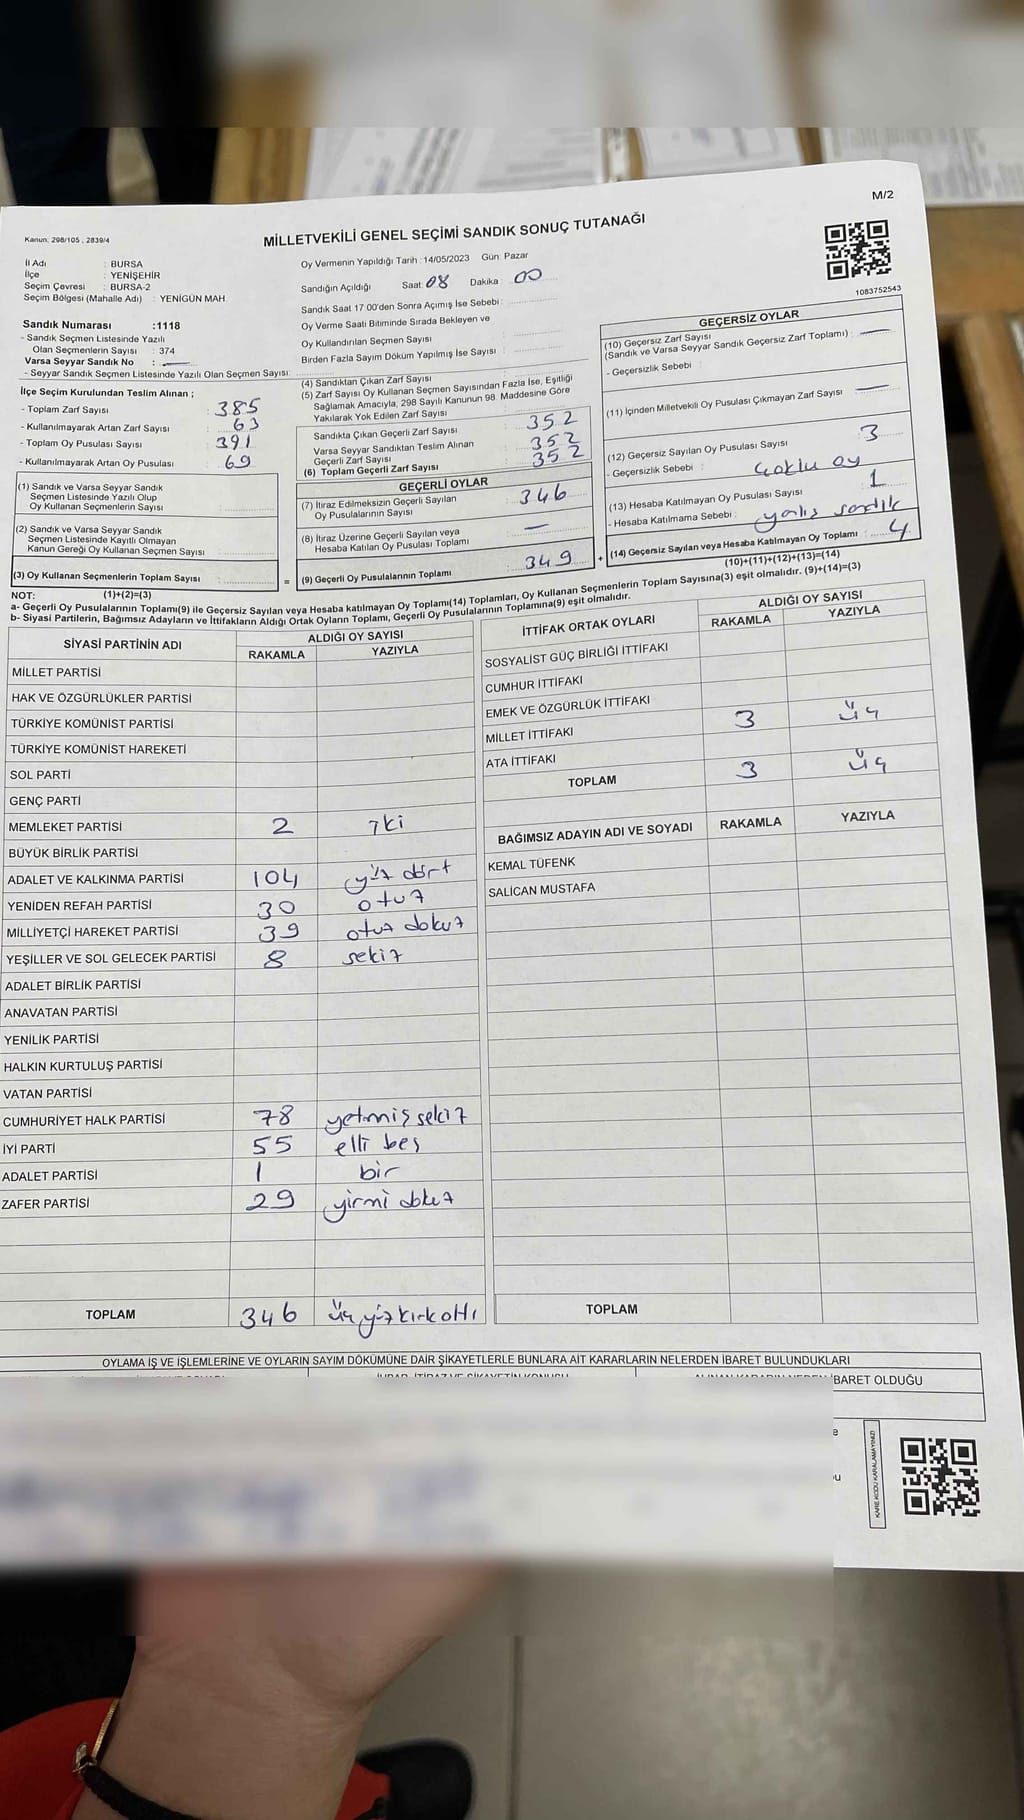 M/2
Kanun: 298/105 , 2839/4
MİLLETVEKİLİ GENEL SEÇİMİ SANDIK SONUÇ TUTANAĞI
İl Adı : BURSA
İlçe : YENİŞEHİR
Seçim Çevresi : BURSA-2
Seçim Bölgesi (Mahalle Adı) : YENİGÜN MAH.
Oy Vermenin Yapıldığı Tarih : 14/05/2023 Gün: Pazar
Sandığın Açıldığı Saat: 08 Dakika: 00
Sandık Saat 17:00'den Sonra Açımış İse Sebebi :
Oy Verme Saati Bitiminde Sırada Bekleyen ve
Oy Kullandırılan Seçmen Sayısı :
Birden Fazla Sayım Döküm Yapılmış İse Sayısı :
1083752543
Sandık Numarası :1118
- Sandık Seçmen Listesinde Yazılı
Olan Seçmenlerin Sayısı : 374
Varsa Seyyar Sandık No :
- Seyyar Sandık Seçmen Listesinde Yazılı Olan Seçmen Sayısı:
İlçe Seçim Kurulundan Teslim Alınan ;
- Toplam Zarf Sayısı : 385
- Kullanılmayarak Artan Zarf Sayısı : 63
- Toplam Oy Pusulası Sayısı : 391
- Kullanılmayarak Artan Oy Pusulası : 69
(1) Sandık ve Varsa Seyyar Sandık
Seçmen Listesinde Yazılı Olup
Oy Kullanan Seçmenlerin Sayısı :
(2) Sandık ve Varsa Seyyar Sandık
Seçmen Listesinde Kayıtlı Olmayan
Kanun Gereği Oy Kullanan Seçmen Sayısı :
(3) Oy Kullanan Seçmenlerin Toplam Sayısı :
(1)+(2)=(3)
(4) Sandıktan Çıkan Zarf Sayısı :
(5) Zarf Sayısı Oy Kullanan Seçmen Sayısından Fazla İse, Eşitliği
Sağlamak Amacıyla, 298 Sayılı Kanunun 98. Maddesine Göre
Yakılarak Yok Edilen Zarf Sayısı :
Sandıkta Çıkan Geçerli Zarf Sayısı : 352
Varsa Seyyar Sandıktan Teslim Alınan
Geçerli Zarf Sayısı : 352
(6) Toplam Geçerli Zarf Sayısı : 352
GEÇERLİ OYLAR
(7) İtiraz Edilmeksizin Geçerli Sayılan
Oy Pusulalarının Sayısı : 346
(8) İtiraz Üzerine Geçerli Sayılan veya
Hesaba Katılan Oy Pusulası Toplamı : —
= (9) Geçerli Oy Pusulalarının Toplamı : 349 +
GEÇERSİZ OYLAR
(10) Geçersiz Zarf Sayısı
(Sandık ve Varsa Seyyar Sandık Geçersiz Zarf Toplamı) : —
- Geçersizlik Sebebi :
(11) İçinden Milletvekili Oy Pusulası Çıkmayan Zarf Sayısı : —
(12) Geçersiz Sayılan Oy Pusulası Sayısı : 3
- Geçersizlik Sebebi : çoklu oy
(13) Hesaba Katılmayan Oy Pusulası Sayısı : 1
- Hesaba Katılmama Sebebi : yalış sandık
(14) Geçersiz Sayılan veya Hesaba Katılmayan Oy Toplamı : 4
(10)+(11)+(12)+(13)=(14)
NOT:
a- Geçerli Oy Pusulalarının Toplamı(9) ile Geçersiz Sayılan veya Hesaba katılmayan Oy Toplamı(14) Toplamları, Oy Kullanan Seçmenlerin Toplam Sayısına(3) eşit olmalıdır. (9)+(14)=(3)
b- Siyasi Partilerin, Bağımsız Adayların ve İttifakların Aldığı Ortak Oyların Toplamı, Geçerli Oy Pusulalarının Toplamına(9) eşit olmalıdır.
SİYASİ PARTİNİN ADI ALDIĞI OY SAYISI
RAKAMLA YAZIYLA
MİLLET PARTİSİ
HAK VE ÖZGÜRLÜKLER PARTİSİ
TÜRKİYE KOMÜNİST PARTİSİ
TÜRKİYE KOMÜNİST HAREKETİ
SOL PARTİ
GENÇ PARTİ
MEMLEKET PARTİSİ 2 iki
BÜYÜK BİRLİK PARTİSİ
ADALET VE KALKINMA PARTİSİ 104 yüz dört
YENİDEN REFAH PARTİSİ 30 otuz
MİLLİYETÇİ HAREKET PARTİSİ 39 otuz dokuz
YEŞİLLER VE SOL GELECEK PARTİSİ 8 sekiz
ADALET BİRLİK PARTİSİ
ANAVATAN PARTİSİ
YENİLİK PARTİSİ
HALKIN KURTULUŞ PARTİSİ
VATAN PARTİSİ
CUMHURİYET HALK PARTİSİ 78 yetmiş sekiz
İYİ PARTİ 55 elli beş
ADALET PARTİSİ 1 bir
ZAFER PARTİSİ 29 yirmi dokuz
TOPLAM 346 üç yüz kırk altı
İTTİFAK ORTAK OYLARI ALDIĞI OY SAYISI
RAKAMLA YAZIYLA
SOSYALİST GÜÇ BİRLİĞİ İTTİFAKI
CUMHUR İTTİFAKI
EMEK VE ÖZGÜRLÜK İTTİFAKI
MİLLET İTTİFAKI 3 üç
ATA İTTİFAKI
TOPLAM 3 üç
BAĞIMSIZ ADAYIN ADI VE SOYADI RAKAMLA YAZIYLA
KEMAL TÜFENK
SALİCAN MUSTAFA
TOPLAM
OYLAMA İŞ VE İŞLEMLERİNE VE OYLARIN SAYIM DÖKÜMÜNE DAİR ŞİKAYETLERLE BUNLARA AİT KARARLARIN NELERDEN İBARET BULUNDUKLARI
İBARET OLDUĞU
KARE KODU KARALAMAYINIZ!